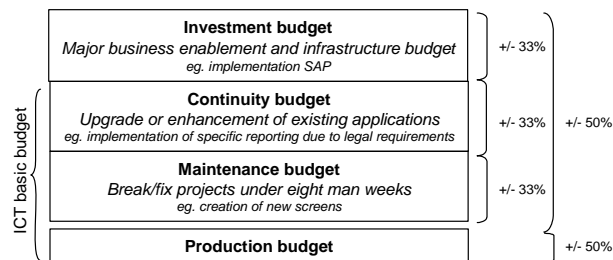 Investment budget
Major business enablement and infrastructure budget
eg. implementation SAP
+/- 33%
Continuity budget
Upgrade or enhancement of existing applications
eg. implementation of specific reporting due to legal requirements
+/- 33%
+/- 50%
Maintenance budget
Break/fix projects under eight man weeks
eg. creation of new screens
+/- 33%
ICT basic budget
Production budget
+/- 50%